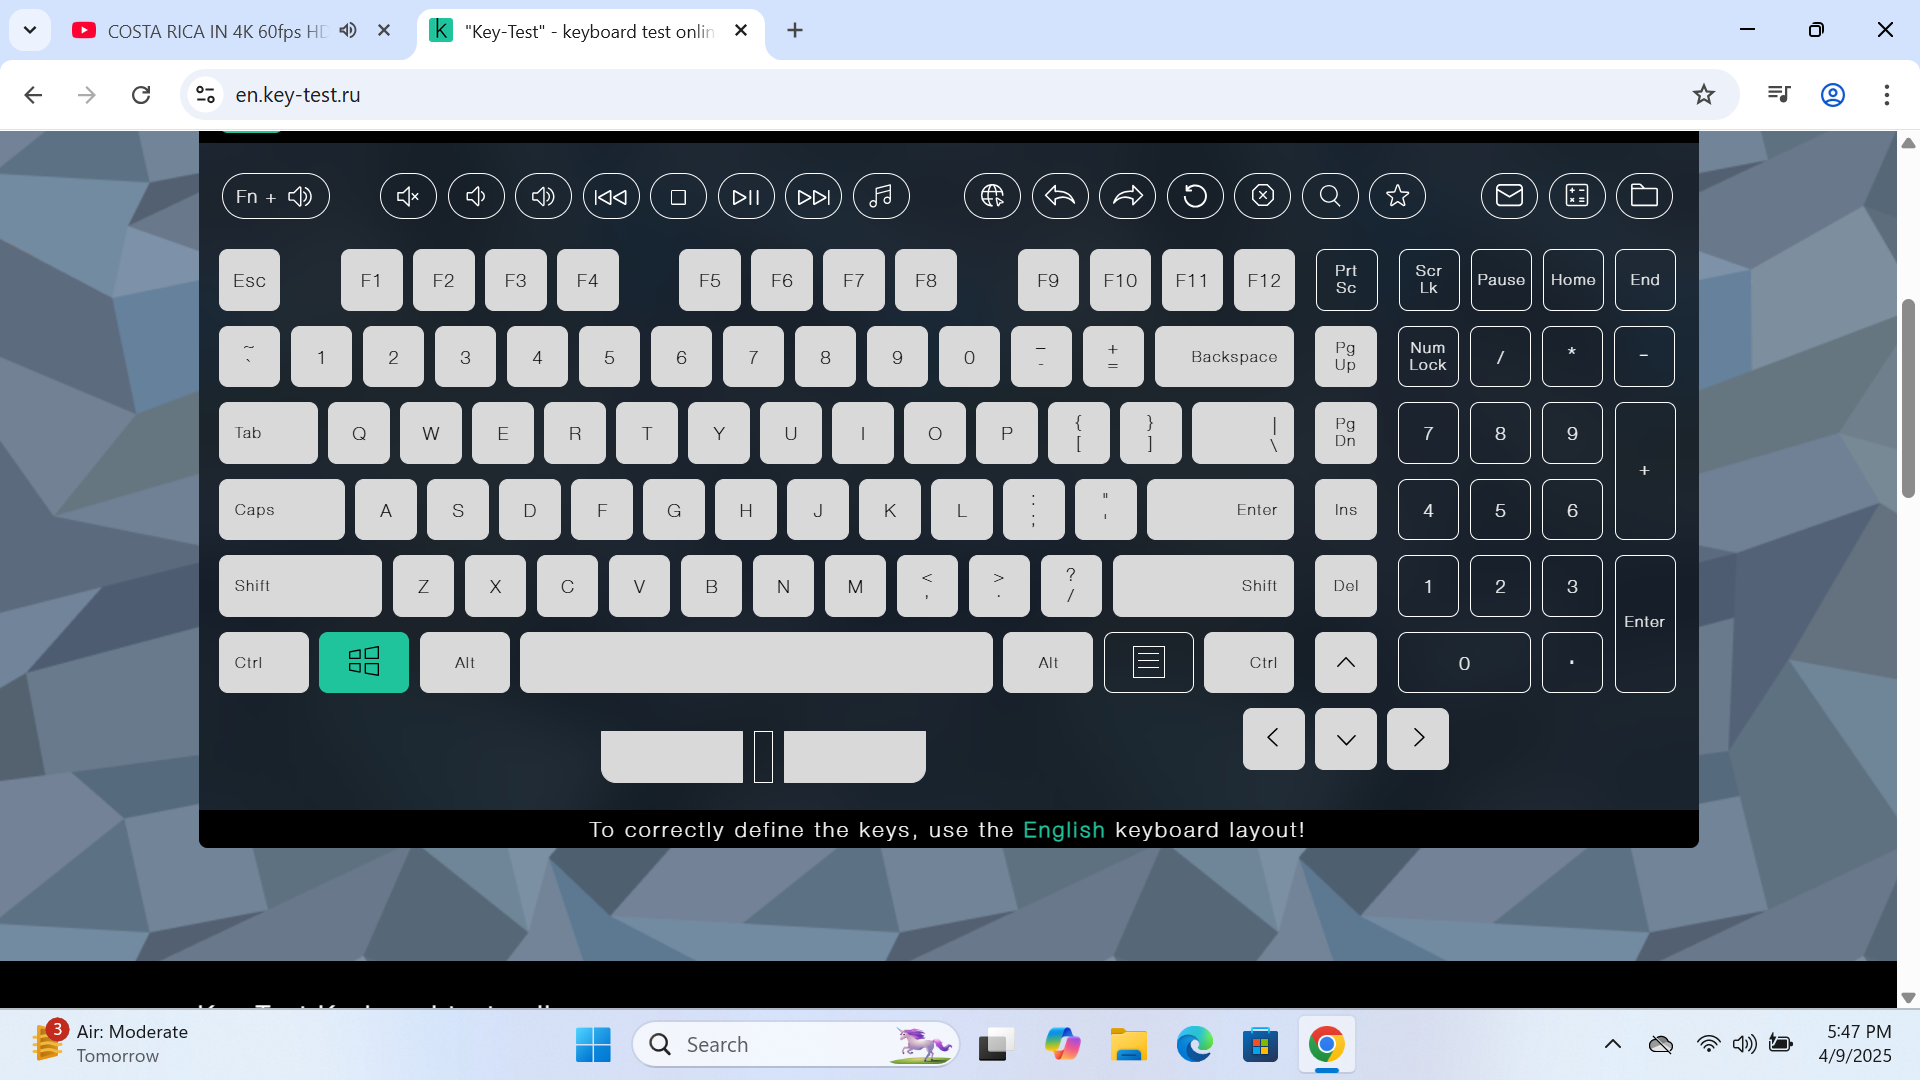 COSTA RICA IN 4K 60fps HD
"Key-Test" - keyboard test onlin
en.key-test.ru
Fn +
Esc F1 F2 F3 F4 F5 F6 F7 F8 F9 F10 F11 F12 Prt Sc Scr Lk Pause Home End
~ ` 1 2 3 4 5 6 7 8 9 0 _ - + = Backspace Pg Up Num Lock / * -
Tab Q W E R T Y U I O P { [ } ] | \ Pg Dn 7 8 9 +
Caps A S D F G H J K L : ; " ' Enter Ins 4 5 6
Shift Z X C V B N M < , > . ? / Shift Del 1 2 3 Enter
Ctrl Alt Alt Ctrl 0 .
To correctly define the keys, use the English keyboard layout!
3 Air: Moderate
Tomorrow
Search
5:47 PM
4/9/2025